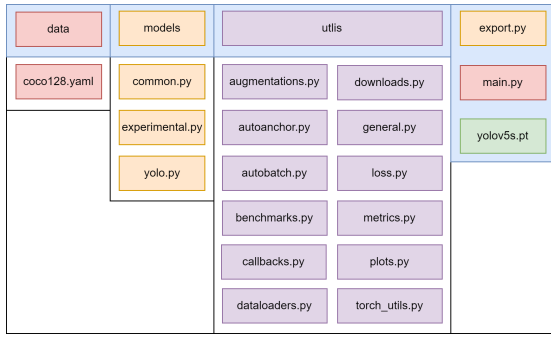 data
models
utlis
export.py
coco128.yaml
common.py
augmentations.py
downloads.py
main.py
experimental.py
autoanchor.py
general.py
yolov5s.pt
yolo.py
autobatch.py
loss.py
benchmarks.py
metrics.py
callbacks.py
plots.py
dataloaders.py
torch_utils.py